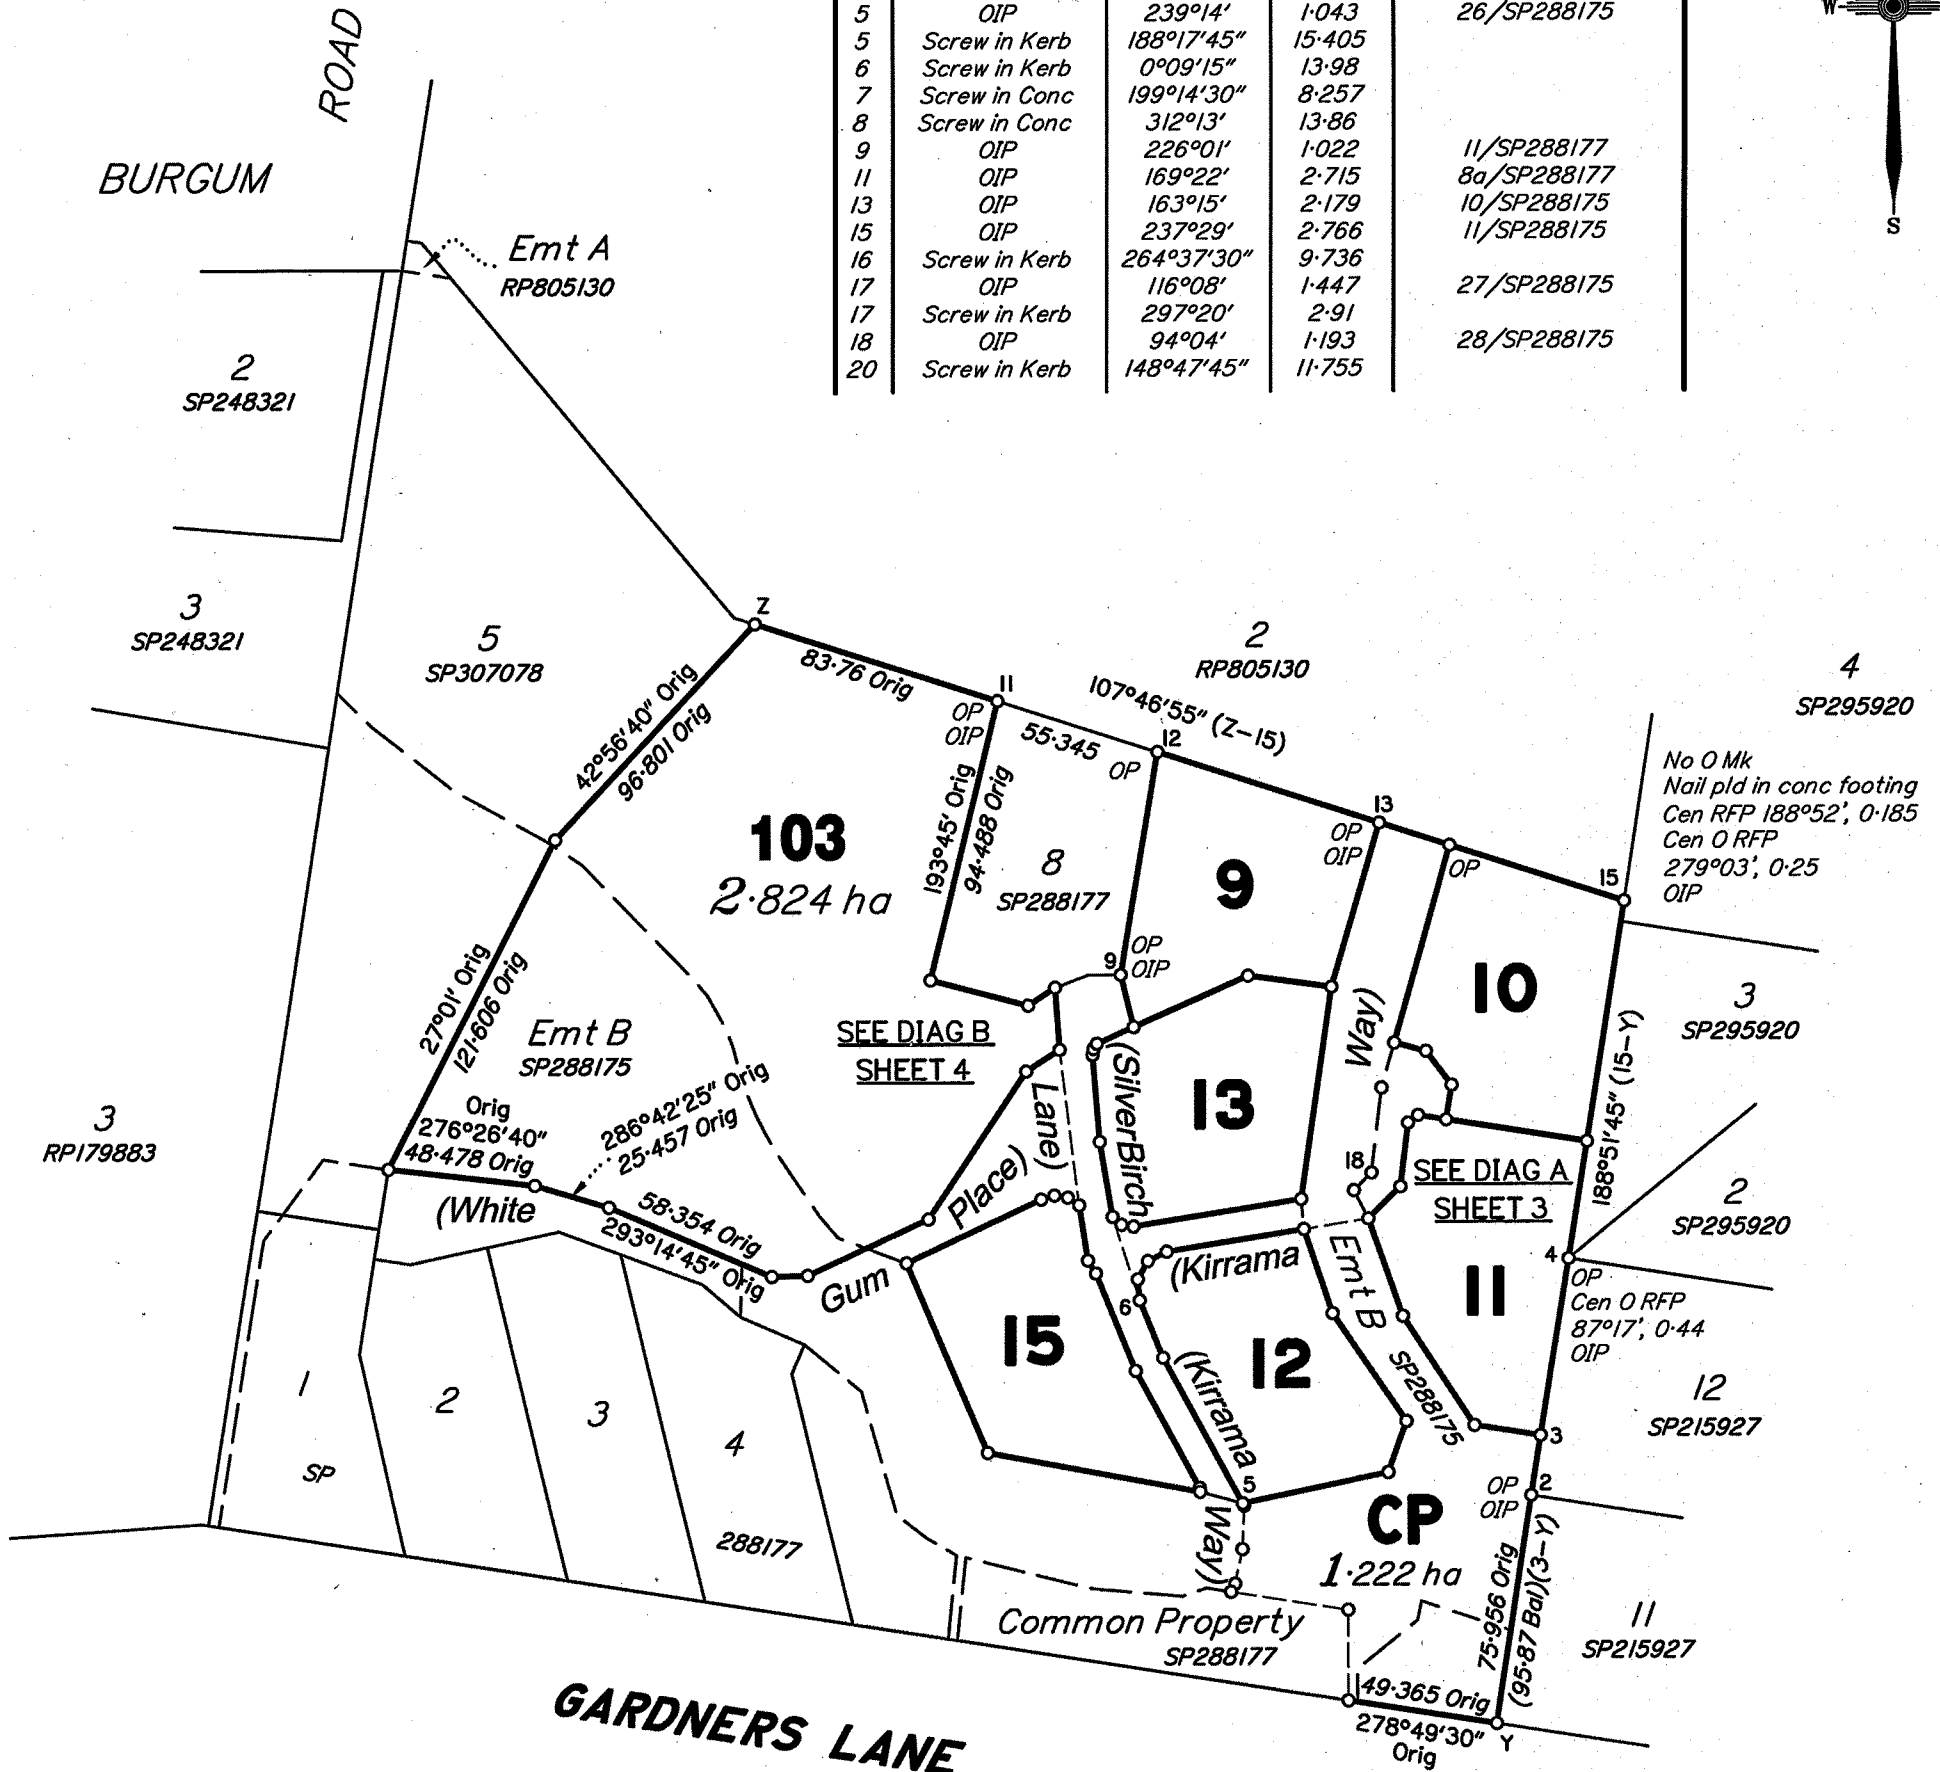 5 OIP 239°14' 1·043 26/SP288175
5 Screw in Kerb 188°17'45" 15·405
6 Screw in Kerb 0°09'15" 13·98
7 Screw in Conc 199°14'30" 8·257
8 Screw in Conc 312°13' 13·86
9 OIP 226°01' 1·022 11/SP288177
11 OIP 169°22' 2·715 8a/SP288177
13 OIP 163°15' 2·179 10/SP288175
15 OIP 237°29' 2·766 11/SP288175
16 Screw in Kerb 264°37'30" 9·736
17 OIP 116°08' 1·447 27/SP288175
17 Screw in Kerb 297°20' 2·91
18 OIP 94°04' 1·193 28/SP288175
20 Screw in Kerb 148°47'45" 11·755
W
S
BURGUM
ROAD
Emt A
RP805130
2
SP248321
3
SP248321
5
SP307078
3
RP179883
Z
83·76 Orig
42°56'40" Orig
96·801 Orig
11
OP
OIP
55·345
107°46'55" (Z-15)
2
RP805130
4
SP295920
12
OP
13
OP
OIP
OP
15
No O Mk
Nail pld in conc footing
Cen RFP 188°52', 0·185
Cen O RFP
279°03', 0·25
OIP
103
2·824 ha
193°45' Orig
94·488 Orig
8
SP288177
9
OP
OIP
9
10
3
SP295920
27°01' Orig
121·606 Orig
Emt B
SP288175
SEE DIAG B
SHEET 4
Lane)
(SilverBirch
13
Way)
188°51'45" (15-Y)
Orig
276°26'40"
48·478 Orig
286°42'25" Orig
25·457 Orig
58·354 Orig
293°14'45" Orig
(White
Gum
Place)
18
SEE DIAG A
SHEET 3
2
SP295920
4
OP
Cen O RFP
87°17', 0·44
OIP
(Kirrama
Emt B
SP288175
11
15
6
12
(Kirrama
Way)
5
12
SP215927
3
2
OP
OIP
1
SP
2
3
4
288177
CP
1·222 ha
75·956 Orig
(95·87 Bal)(3-Y)
11
SP215927
Common Property
SP288177
49·365 Orig
278°49'30"
Orig
Y
GARDNERS LANE